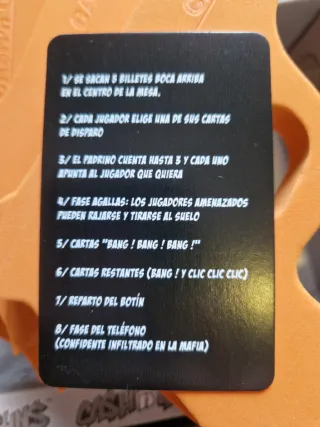 1/ SE SACAN 5 BILLETES BOCA ARRIBA
EN EL CENTRO DE LA MESA.
2/ CADA JUGADOR ELIGE UNA DE SUS CARTAS
DE DISPARO
3/ EL PADRINO CUENTA HASTA 3 Y CADA UNO
APUNTA AL JUGADOR QUE QUIERA
4/ FASE AGALLAS: LOS JUGADORES AMENAZADOS
PUEDEN RAJARSE Y TIRARSE AL SUELO
5/ CARTAS "BANG ! BANG ! BANG !"
6/ CARTAS RESTANTES (BANG ! Y CLIC CLIC CLIC)
7/ REPARTO DEL BOTÍN
8/ FASE DEL TELÉFONO
(CONFIDENTE INFILTRADO EN LA MAFIA)